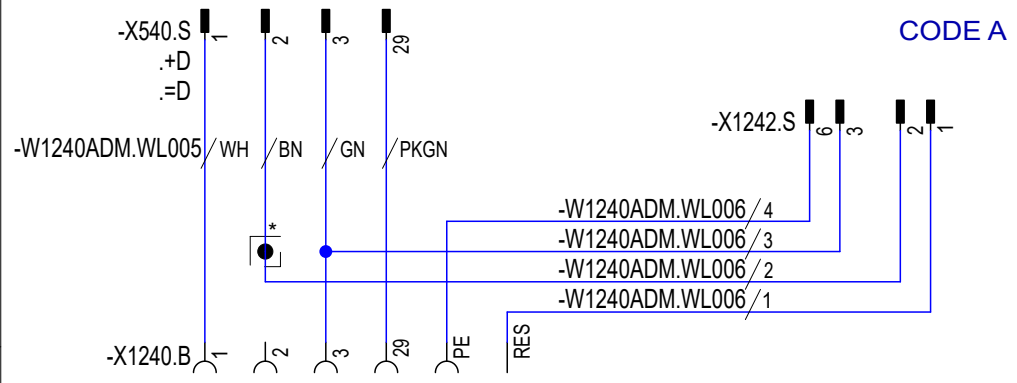 CODE A
-X540.S 1 2 3 29
.+D
.=D
-X1242.S 6 3 2 1
-W1240ADM.WL005 WH BN GN PKGN
-W1240ADM.WL006 4
*
-W1240ADM.WL006 3
-W1240ADM.WL006 2
-W1240ADM.WL006 1
-X1240.B 1 2 3 29 PE RES